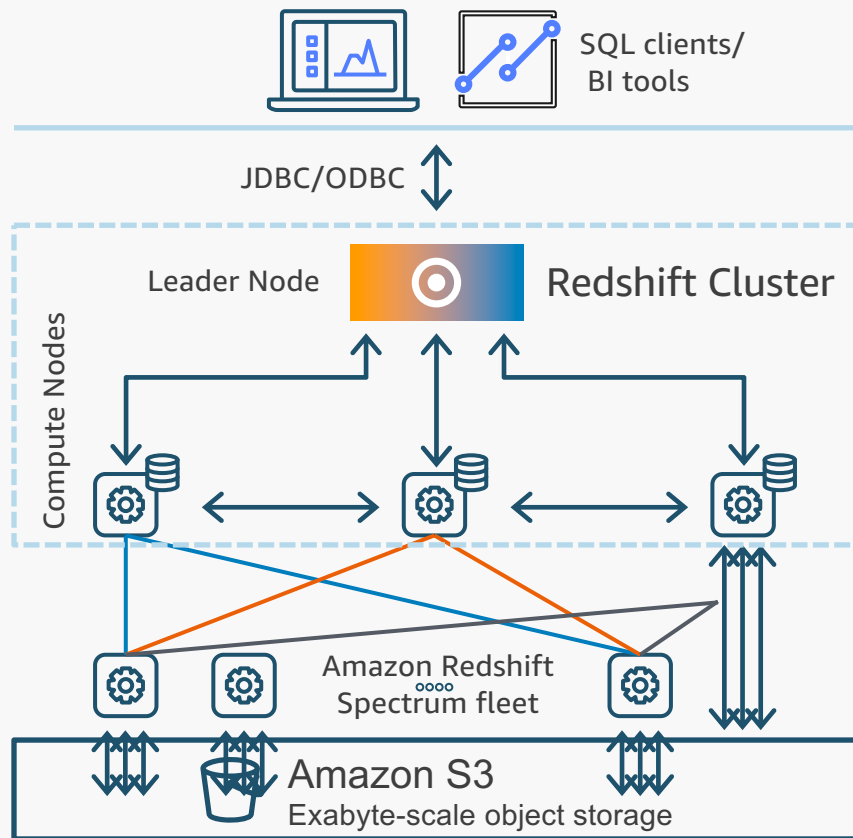 SQL clients/
BI tools
JDBC/ODBC
Leader Node
Redshift Cluster
Compute Nodes
Amazon Redshift
Spectrum fleet
Amazon S3
Exabyte-scale object storage